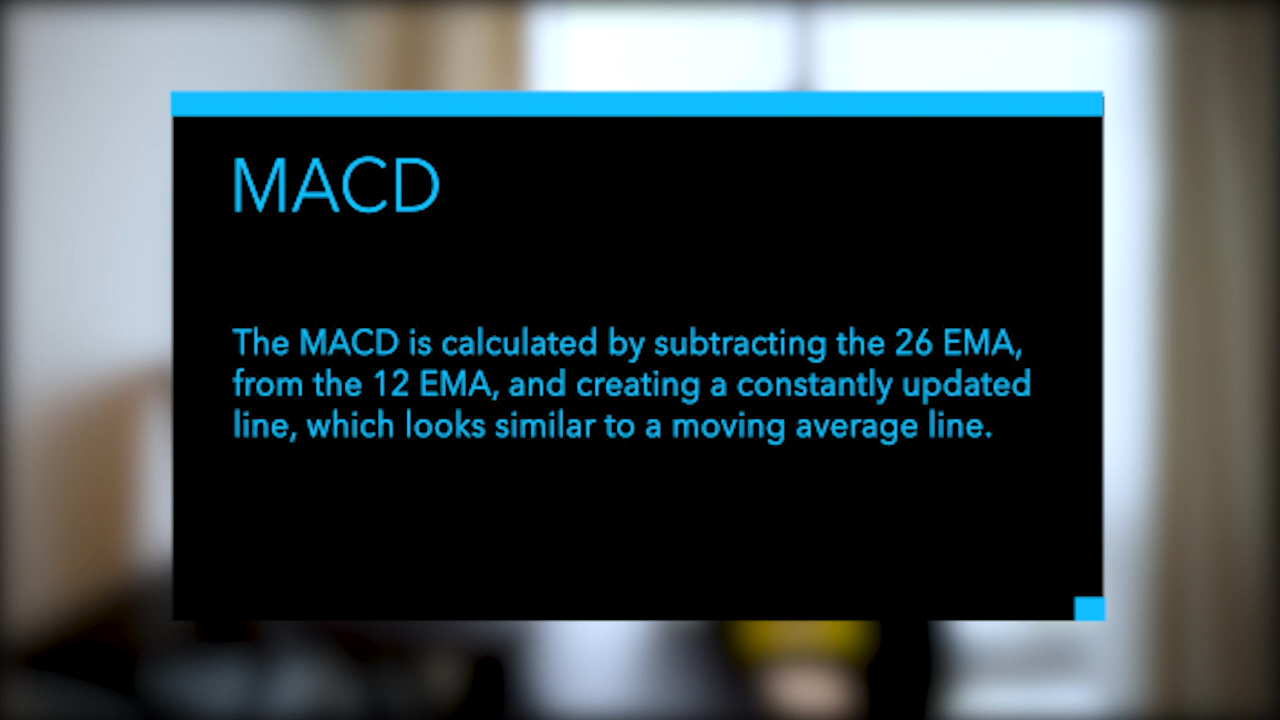 MACD
The MACD is calculated by subtracting the 26 EMA,
from the 12 EMA, and creating a constantly updated
line, which looks similar to a moving average line.